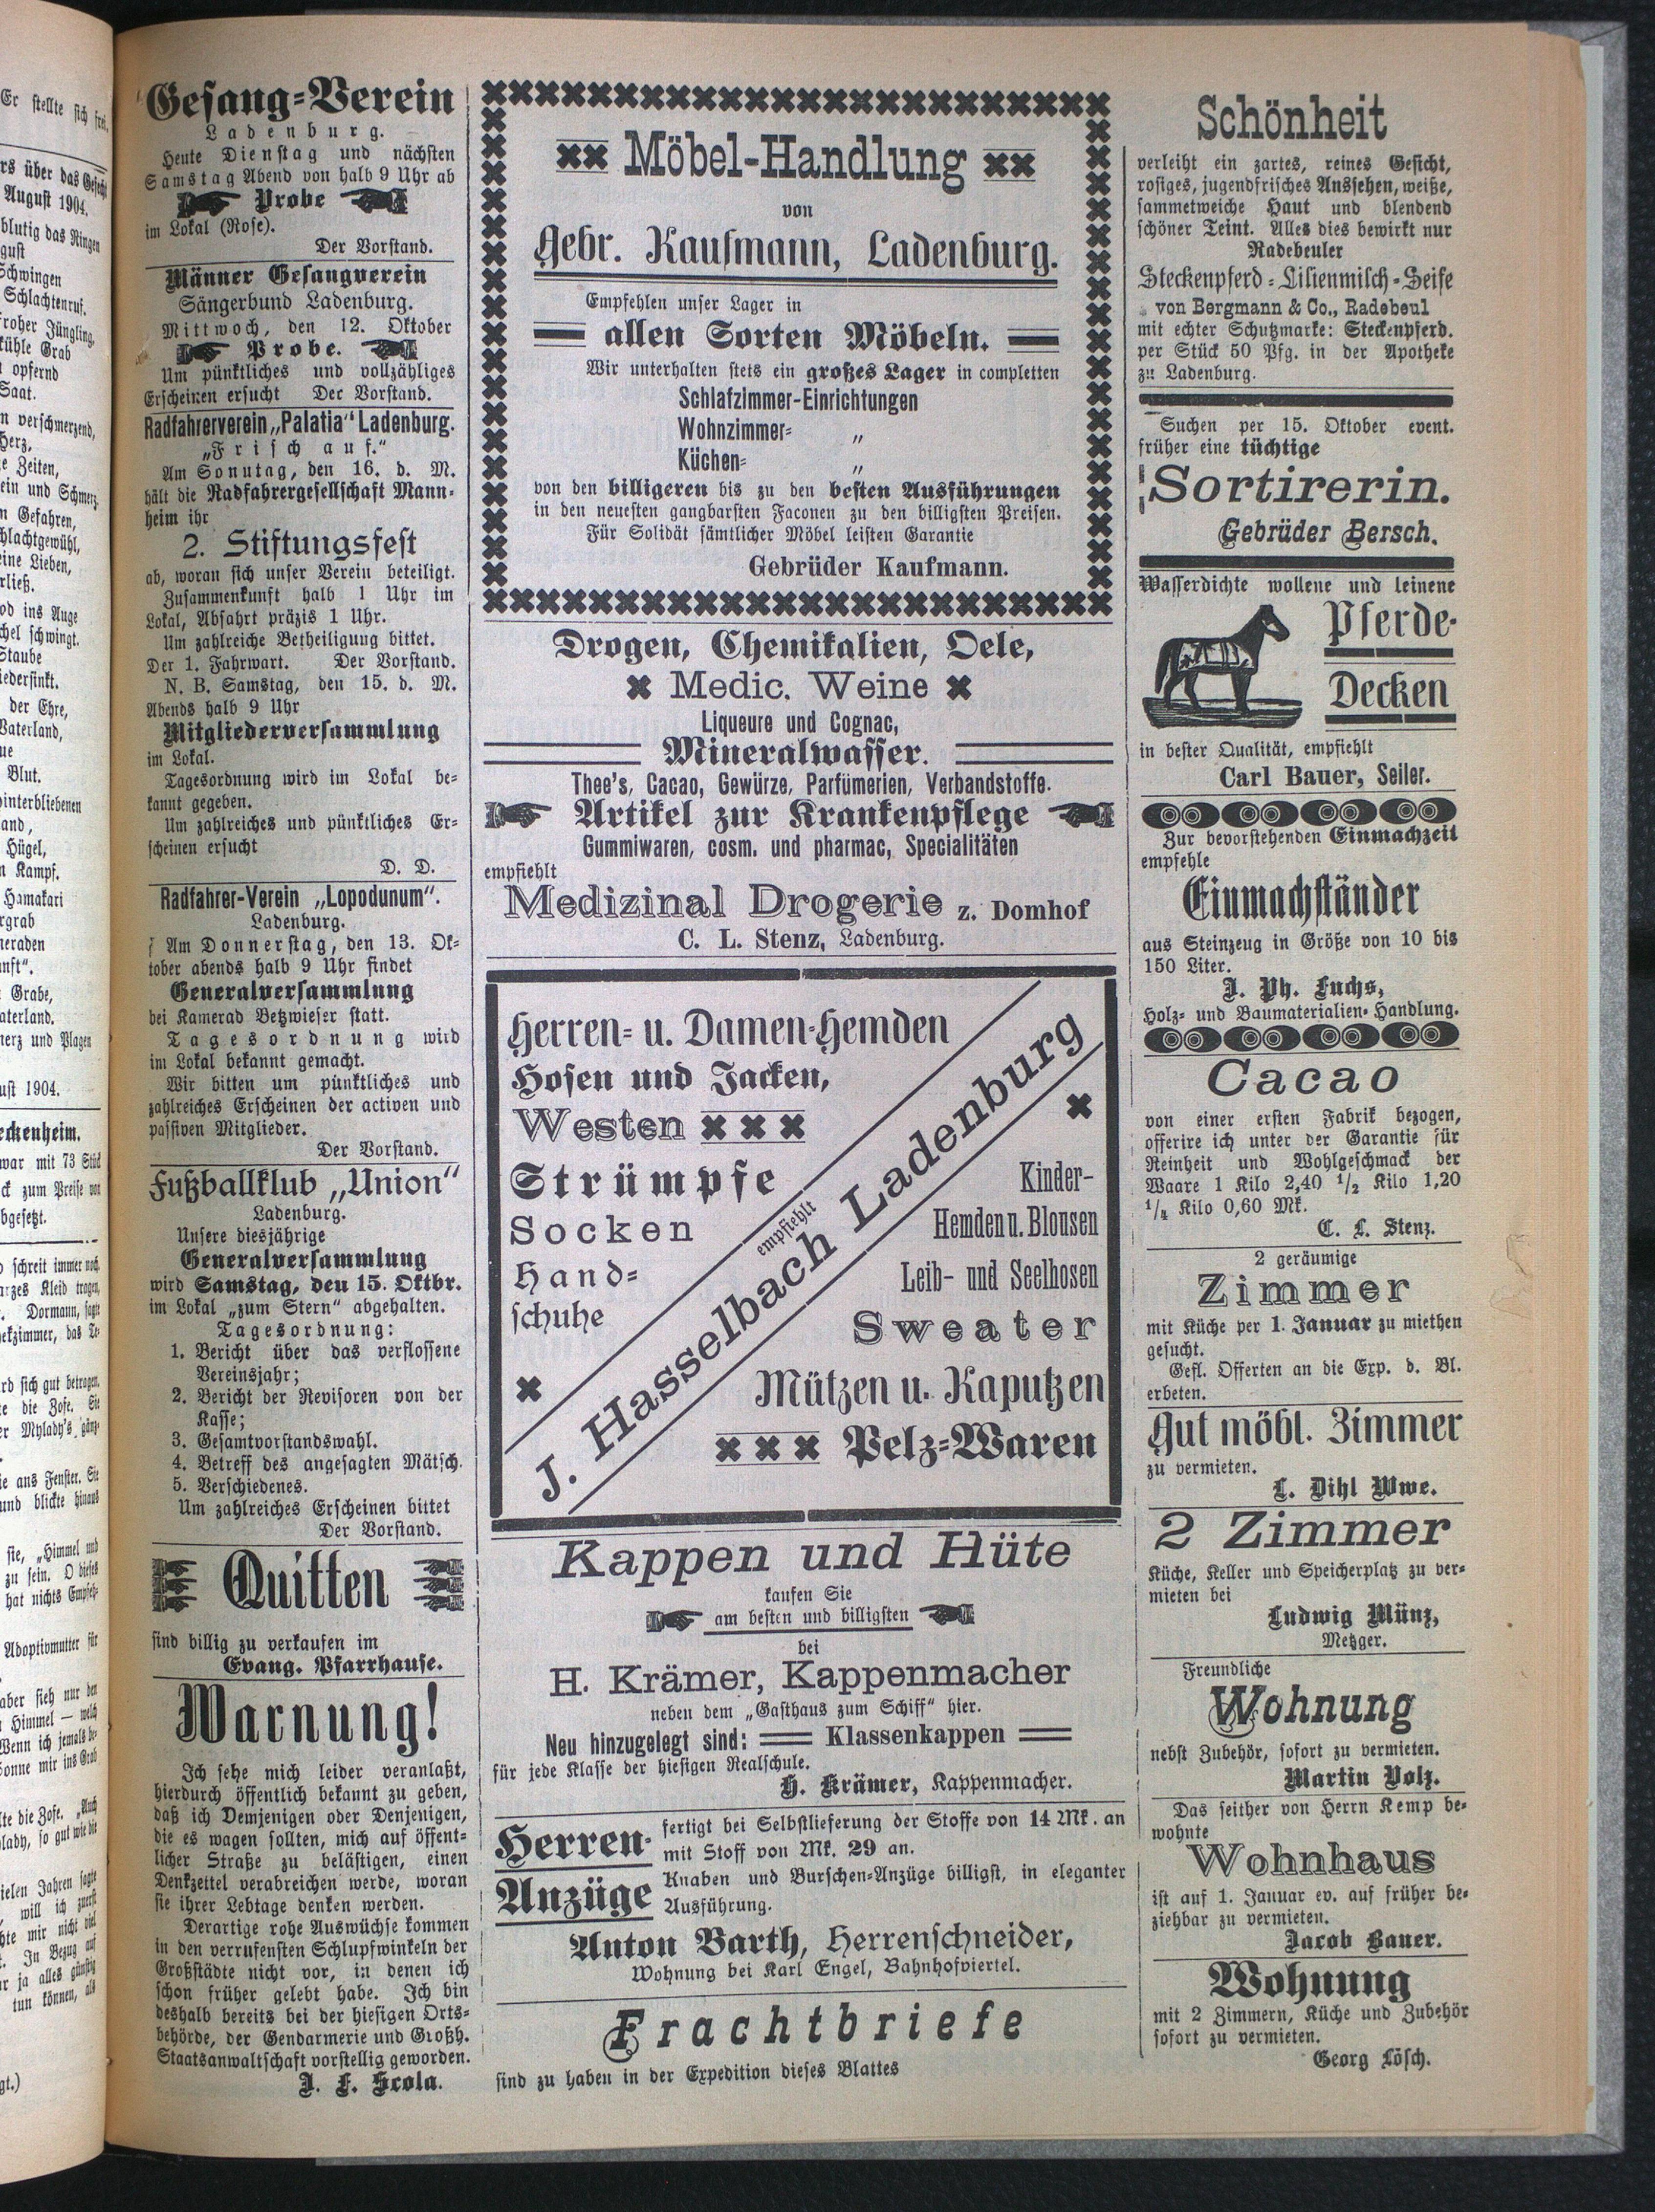 Gesang-Verein
Ladenburg.
Heute Dienstag und nächsten
Samstag Abend von halb 9 Uhr ab
Probe
im Lokal (Rose).
Der Vorstand.
Männer Gesangverein
Sängerbund Ladenburg.
Mittwoch, den 12. Oktober
Probe.
Um pünktliches und vollzähliges
Erscheinen ersucht Der Vorstand.
Radfahrerverein „Palatia" Ladenburg.
„Frisch auf."
Am Sonntag, den 16. d. M.
hält die Radfahrergesellschaft Mann-
heim ihr
2. Stiftungsfest
ab, woran sich unser Verein beteiligt.
Zusammenkunft halb 1 Uhr im
Lokal, Abfahrt präzis 1 Uhr.
Um zahlreiche Betheiligung bittet.
Der 1. Fahrwart. Der Vorstand.
N. B. Samstag, den 15. d. M.
Abends halb 9 Uhr
Mitgliederversammlung
im Lokal.
Tagesordnung wird im Lokal be-
kannt gegeben.
Um zahlreiches und pünktliches Er-
scheinen ersucht
D. D.
Radfahrer-Verein „Lopodunum".
Ladenburg.
Am Donnerstag, den 13. Ok-
tober abends halb 9 Uhr findet
Generalversammlung
bei Kamerad Betzwieser statt.
Tagesordnung wird
im Lokal bekannt gemacht.
Wir bitten um pünktliches und
zahlreiches Erscheinen der activen und
passiven Mitglieder.
Der Vorstand.
Fußballklub „Union"
Ladenburg.
Unsere diesjährige
Generalversammlung
wird Samstag, den 15. Oktbr.
im Lokal „zum Stern" abgehalten.
Tagesordnung:
1. Bericht über das verflossene
Vereinsjahr;
2. Bericht der Revisoren von der
Kasse;
3. Gesamtvorstandswahl.
4. Betreff des angesagten Mätsch.
5. Verschiedenes.
Um zahlreiches Erscheinen bittet
Der Vorstand.
Quitten
sind billig zu verkaufen im
Evang. Pfarrhause.
Warnung!
Ich sehe mich leider veranlaßt,
hierdurch öffentlich bekannt zu geben,
daß ich Demjenigen oder Denjenigen,
die es wagen sollten, mich auf öffent-
licher Straße zu belästigen, einen
Denkzettel verabreichen werde, woran
sie ihrer Lebtage denken werden.
Derartige rohe Auswüchse kommen
in den verrufensten Schlupfwinkeln der
Großstädte nicht vor, in denen ich
schon früher gelebt habe. Ich bin
deshalb bereits bei der hiesigen Orts-
behörde, der Gendarmerie und Großh.
Staatsanwaltschaft vorstellig geworden.
J. F. Scola.
Möbel-Handlung
von
Gebr. Kaufmann, Ladenburg.
Empfehlen unser Lager in
allen Sorten Möbeln.
Wir unterhalten stets ein großes Lager in completten
Schlafzimmer-Einrichtungen
Wohnzimmer- „
Küchen- „
von den billigeren bis zu den besten Ausführungen
in den neuesten gangbarsten Faconen zu den billigsten Preisen.
Für Solidät sämtlicher Möbel leisten Garantie
Gebrüder Kaufmann.
Drogen, Chemikalien, Oele,
Medic. Weine
Liqueure und Cognac,
Mineralwasser.
Thee's, Cacao, Gewürze, Parfümerien, Verbandstoffe.
Artikel zur Krankenpflege
Gummiwaren, cosm. und pharmac, Specialitäten
empfiehlt
Medizinal Drogerie z. Domhof
C. L. Stenz, Ladenburg.
Herren- u. Damen-Hemden
Hosen und Jacken,
Westen
Strümpfe
Socken
Hand-
schuhe
empfiehlt
J. Hasselbach Ladenburg
Kinder-
Hemden u. Blousen
Leib- und Seelhosen
Sweater
Mützen u. Kaputzen
Pelz-Waren
Kappen und Hüte
kaufen Sie
am besten und billigsten
bei
H. Krämer, Kappenmacher
neben dem „Gasthaus zum Schiff" hier.
Neu hinzugelegt sind: Klassenkappen
für jede Klasse der hiesigen Realschule.
H. Krämer, Kappenmacher.
Herren-
Anzüge
fertigt bei Selbstlieferung der Stoffe von 14 Mk. an
mit Stoff von Mk. 29 an.
Knaben und Burschen-Anzüge billigst, in eleganter
Ausführung.
Anton Barth, Herrenschneider,
Wohnung bei Karl Engel, Bahnhofviertel.
Frachtbriefe
sind zu haben in der Expedition dieses Blattes
Schönheit
verleiht ein zartes, reines Gesicht,
rosiges, jugendfrisches Aussehen, weiße,
sammetweiche Haut und blendend
schöner Teint. Alles dies bewirkt nur
Radebeuler
Steckenpferd-Lilienmilch-Seife
von Bergmann & Co., Radebeul
mit echter Schutzmarke: Steckenpferd.
per Stück 50 Pfg. in der Apotheke
zu Ladenburg.
Suchen per 15. Oktober event.
früher eine tüchtige
Sortirerin.
Gebrüder Bersch.
Wasserdichte wollene und leinene
Pferde-
Decken
in bester Qualität, empfiehlt
Carl Bauer, Seiler.
Zur bevorstehenden Einmachzeit
empfehle
Einmachständer
aus Steinzeug in Größe von 10 bis
150 Liter.
J. Ph. Fuchs,
Holz- und Baumaterialien-Handlung.
Cacao
von einer ersten Fabrik bezogen,
offerire ich unter der Garantie für
Reinheit und Wohlgeschmack der
Waare 1 Kilo 2,40 1/2 Kilo 1,20
1/4 Kilo 0,60 Mk.
C. L. Stenz.
2 geräumige
Zimmer
mit Küche per 1. Januar zu miethen
gesucht.
Gefl. Offerten an die Exp. d. Bl.
erbeten.
Gut möbl. Zimmer
zu vermieten.
L. Dihl Wwe.
2 Zimmer
Küche, Keller und Speicherplatz zu ver-
mieten bei
Ludwig Münz,
Metzger.
Freundliche
Wohnung
nebst Zubehör, sofort zu vermieten.
Martin Volz.
Das seither von Herrn Kemp be-
wohnte
Wohnhaus
ist auf 1. Januar ev. auf früher be-
ziehbar zu vermieten.
Jacob Bauer.
Wohnung
mit 2 Zimmern, Küche und Zubehör
sofort zu vermieten.
Georg Lösch.